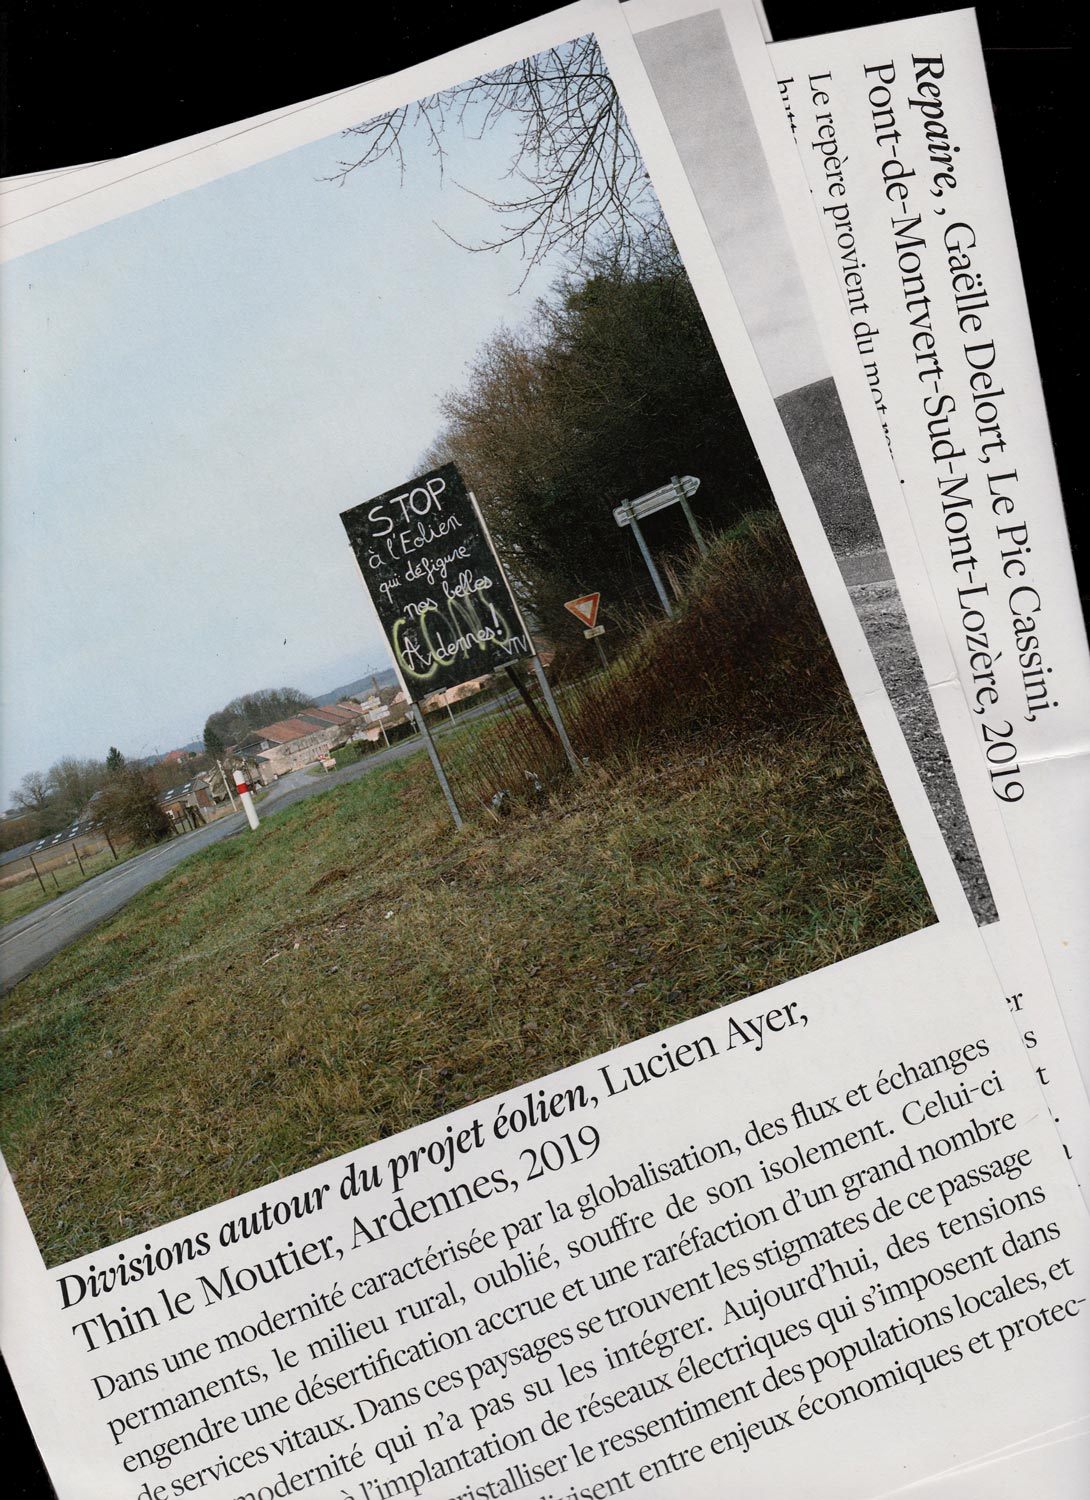 Repaire, , Gaëlle Delort, Le Pic Cassini,
Pont-de-Montvert-Sud-Mont-Lozère, 2019
Le repère provient du mot
STOP
à l'Eolien
qui défigure
nos belles
Ardennes!
CONS
VTV
Divisions autour du projet éolien, Lucien Ayer,
Thin le Moutier, Ardennes, 2019
Dans une modernité caractérisée par la globalisation, des flux et échanges
permanents, le milieu rural, oublié, souffre de son isolement. Celui-ci
engendre une désertification accrue et une raréfaction d'un grand nombre
de services vitaux. Dans ces paysages se trouvent les stigmates de ce passage
modernité qui n'a pas su les intégrer. Aujourd'hui, des tensions
à l'implantation de réseaux électriques qui s'imposent dans
cristalliser le ressentiment des populations locales, et
divisent entre enjeux économiques et protec-